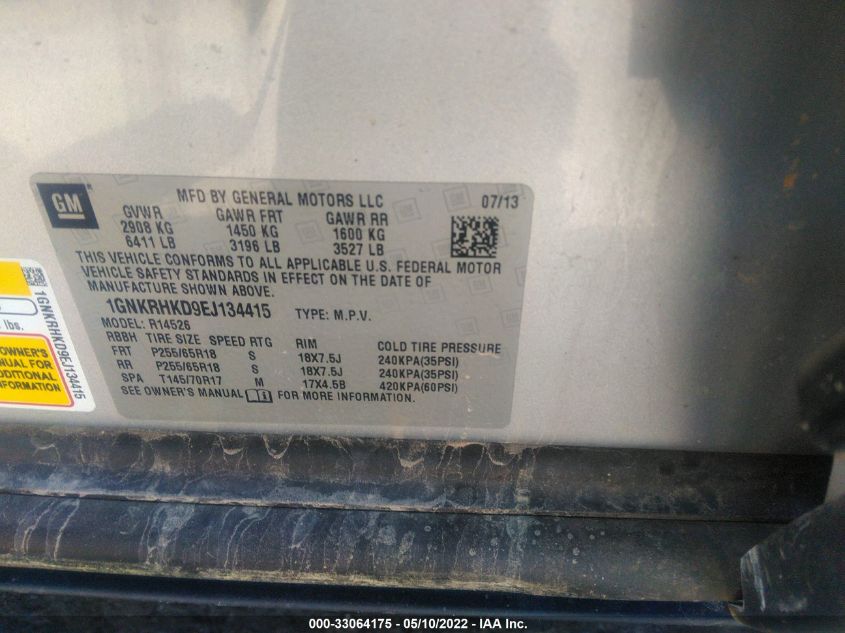 GM
MFD BY GENERAL MOTORS LLC 07/13
GVWR GAWR FRT GAWR RR
2908 KG 1450 KG 1600 KG
6411 LB 3196 LB 3527 LB
THIS VEHICLE CONFORMS TO ALL APPLICABLE U.S. FEDERAL MOTOR
VEHICLE SAFETY STANDARDS IN EFFECT ON THE DATE OF
MANUFACTURE SHOWN ABOVE.
1GNKRHKD9EJ134415 TYPE: M.P.V.
MODEL: R14526
RBBH TIRE SIZE SPEED RTG RIM COLD TIRE PRESSURE
FRT P255/65R18 S 18X7.5J 240KPA(35PSI)
RR P255/65R18 S 18X7.5J 240KPA(35PSI)
SPA T145/70R17 M 17X4.5B 420KPA(60PSI)
SEE OWNER'S MANUAL FOR MORE INFORMATION.
lbs.
OWNER'S
MANUAL FOR
ADDITIONAL
INFORMATION
1GNKRHKD9EJ134415
000-33064175 - 05/10/2022 - IAA Inc.